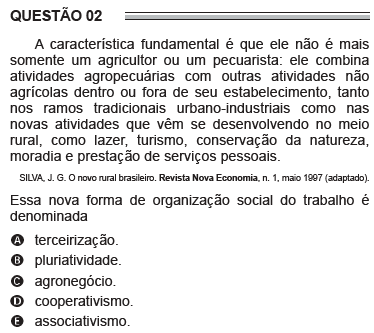 QUESTÃO 02
A característica fundamental é que ele não é mais
somente um agricultor ou um pecuarista: ele combina
atividades agropecuárias com outras atividades não
agrícolas dentro ou fora de seu estabelecimento, tanto
nos ramos tradicionais urbano-industriais como nas
novas atividades que vêm se desenvolvendo no meio
rural, como lazer, turismo, conservação da natureza,
moradia e prestação de serviços pessoais.
SILVA, J. G. O novo rural brasileiro. Revista Nova Economia, n. 1, maio 1997 (adaptado).
Essa nova forma de organização social do trabalho é
denominada
A terceirização.
B pluriatividade.
C agronegócio.
D cooperativismo.
E associativismo.